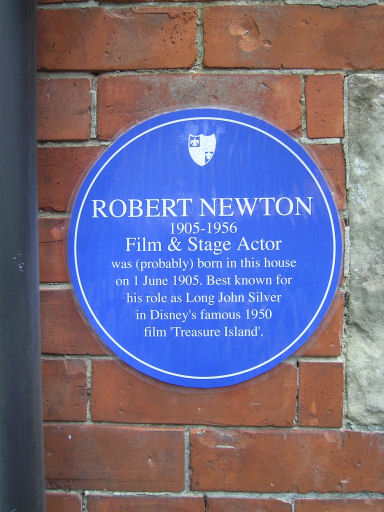 ROBERT NEWTON
1905-1956
Film & Stage Actor
was (probably) born in this house
on 1 June 1905. Best known for
his role as Long John Silver
in Disney's famous 1950
film 'Treasure Island'.